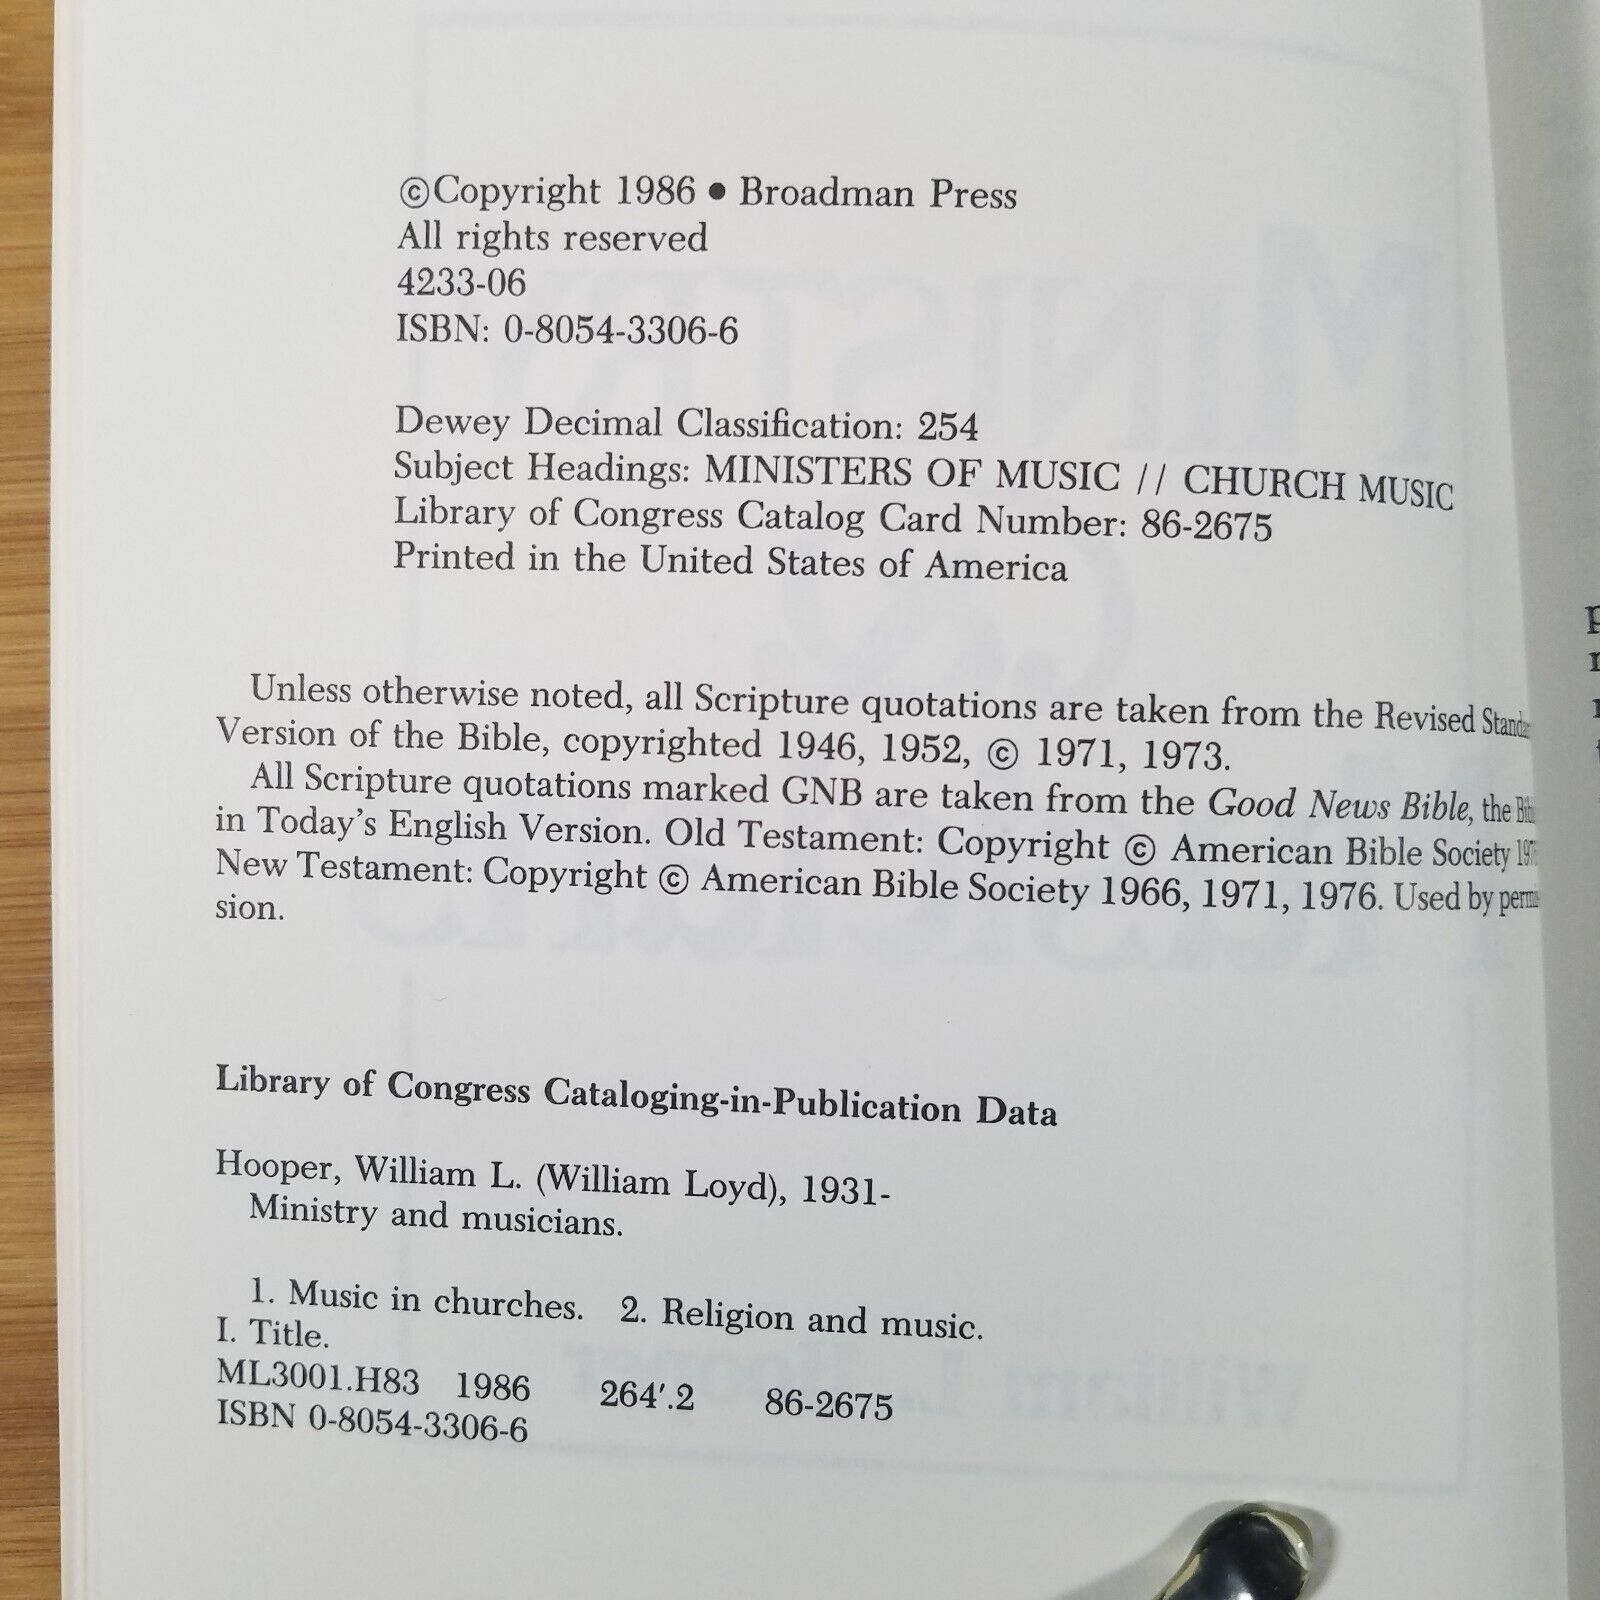 ©Copyright 1986 • Broadman Press
All rights reserved
4233-06
ISBN: 0-8054-3306-6
Dewey Decimal Classification: 254
Subject Headings: MINISTERS OF MUSIC // CHURCH MUSIC
Library of Congress Catalog Card Number: 86-2675
Printed in the United States of America
Unless otherwise noted, all Scripture quotations are taken from the Revised
Version of the Bible, copyrighted 1946, 1952, © 1971, 1973.
All Scripture quotations marked GNB are taken from the Good News Bible, the
in Today's English Version. Old Testament: Copyright © American Bible Society
New Testament: Copyright © American Bible Society 1966, 1971, 1976. Used by
sion.
Library of Congress Cataloging-in-Publication Data
Hooper, William L. (William Loyd), 1931-
Ministry and musicians.
1. Music in churches. 2. Religion and music.
I. Title.
ML3001.H83 1986 264′.2 86-2675
ISBN 0-8054-3306-6